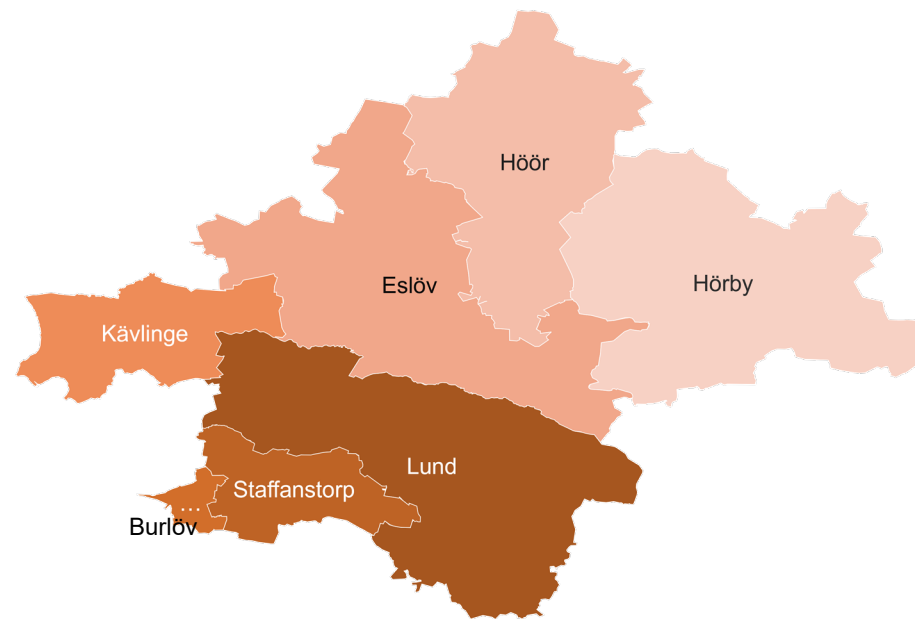 Höör
Eslöv
Hörby
Kävlinge
Lund
Staffanstorp
...
Burlöv